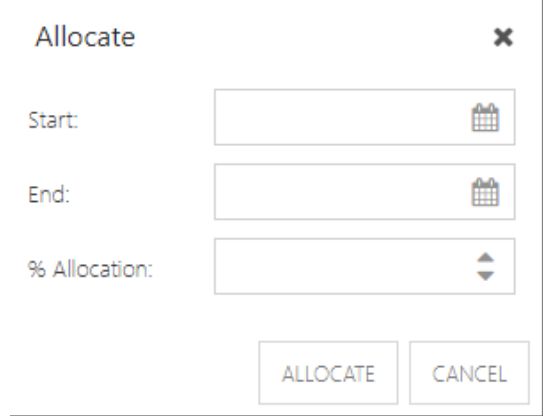 Allocate
Start:
End:
% Allocation:
ALLOCATE CANCEL